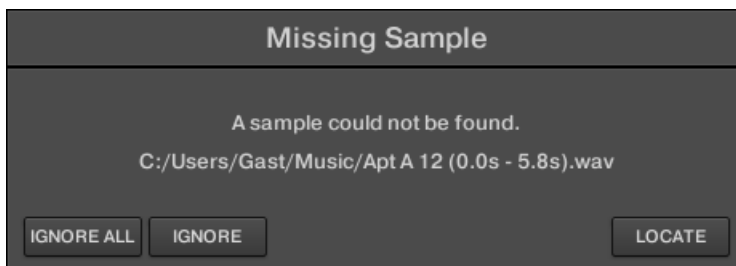 Missing Sample
A sample could not be found.
C:/Users/Gast/Music/Apt A 12 (0.0s - 5.8s).wav
IGNORE ALL IGNORE LOCATE